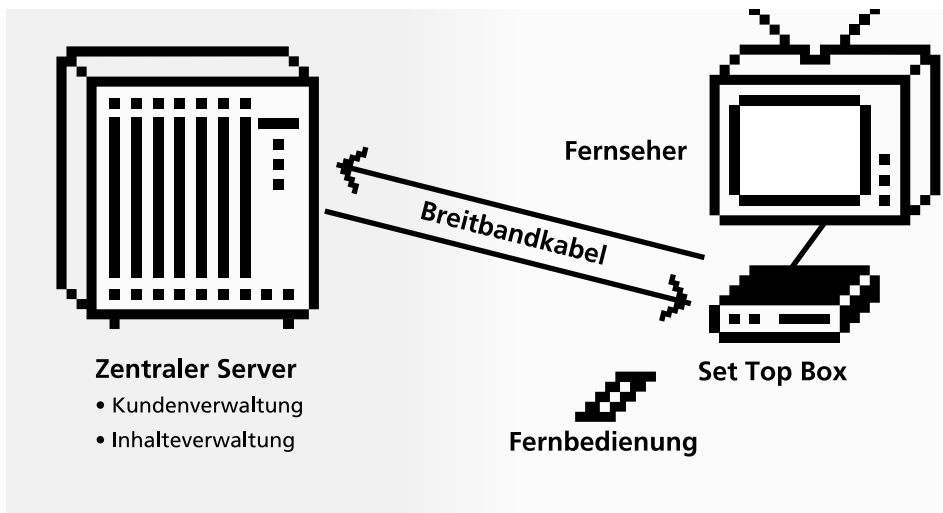 Fernseher
Breitbandkabel
Zentraler Server
• Kundenverwaltung
• Inhalteverwaltung
Set Top Box
Fernbedienung